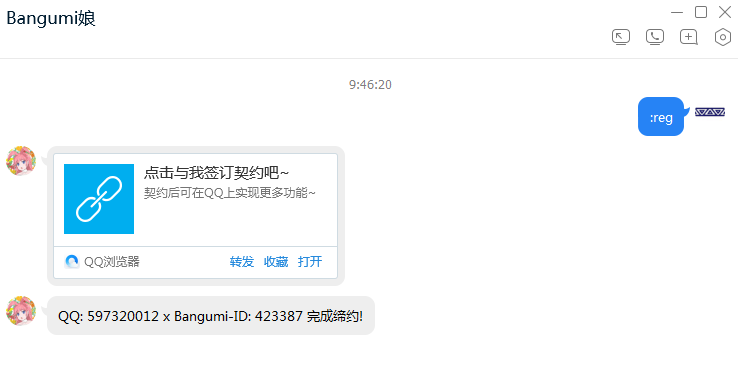 Bangumi娘
9:46:20
:reg
点击与我签订契约吧~
契约后可在QQ上实现更多功能~
QQ浏览器
转发 收藏 打开
QQ: 597320012 x Bangumi-ID: 423387 完成缔约!